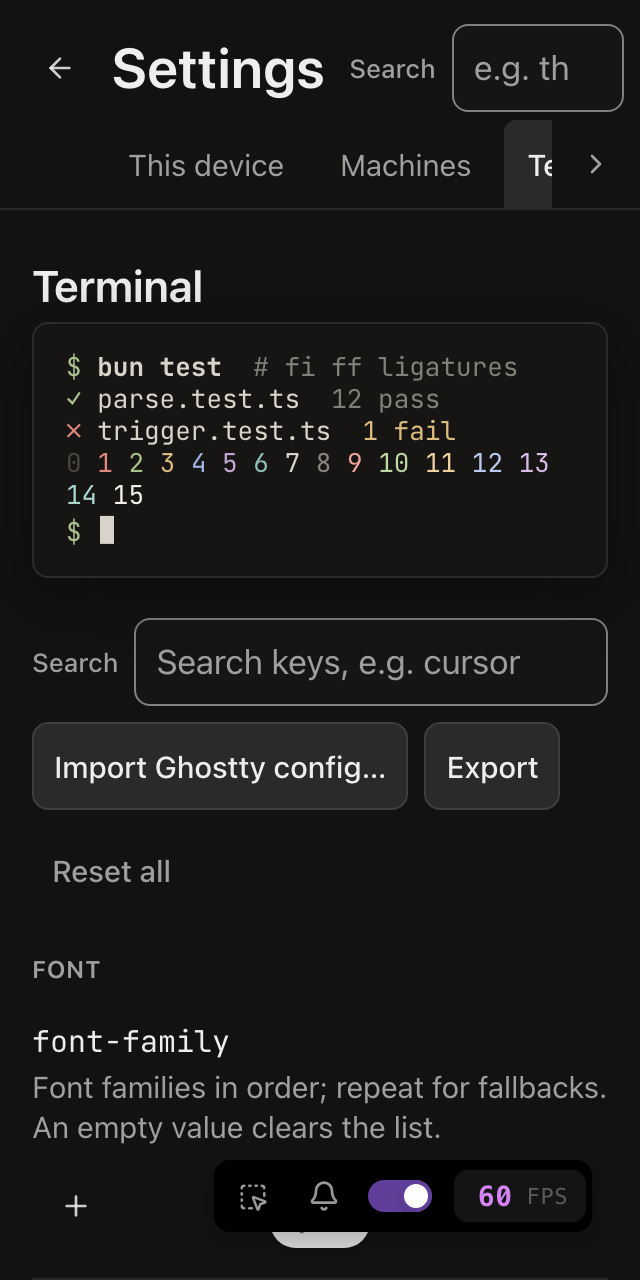 Settings
Search
e.g. th
This device
Machines
Te
Terminal
$ bun test # fi ff ligatures
✓ parse.test.ts 12 pass
✕ trigger.test.ts 1 fail
0 1 2 3 4 5 6 7 8 9 10 11 12 13
14 15
$
Search
Search keys, e.g. cursor
Import Ghostty config...
Export
Reset all
FONT
font-family
Font families in order; repeat for fallbacks.
An empty value clears the list.
60 FPS